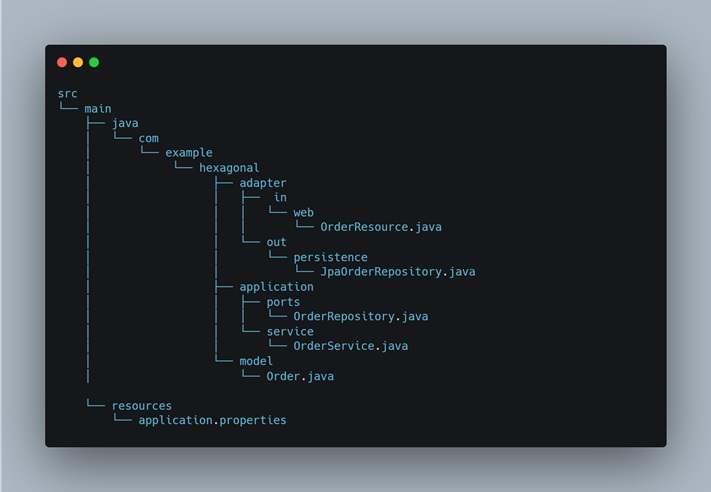 src
└── main
    ├── java
    │   └── com
    │       └── example
    │            └── hexagonal
    │                  ├── adapter
    │                  │   ├──  in
    │                  │   │   └── web
    │                  │   │       └── OrderResource.java
    │                  │   └── out
    │                  │       └── persistence
    │                  │           └── JpaOrderRepository.java
    │                  ├── application
    │                  │   ├── ports
    │                  │   │   └── OrderRepository.java
    │                  │   └── service
    │                  │       └── OrderService.java
    │                  └── model
    │                      └── Order.java
    └── resources
        └── application.properties